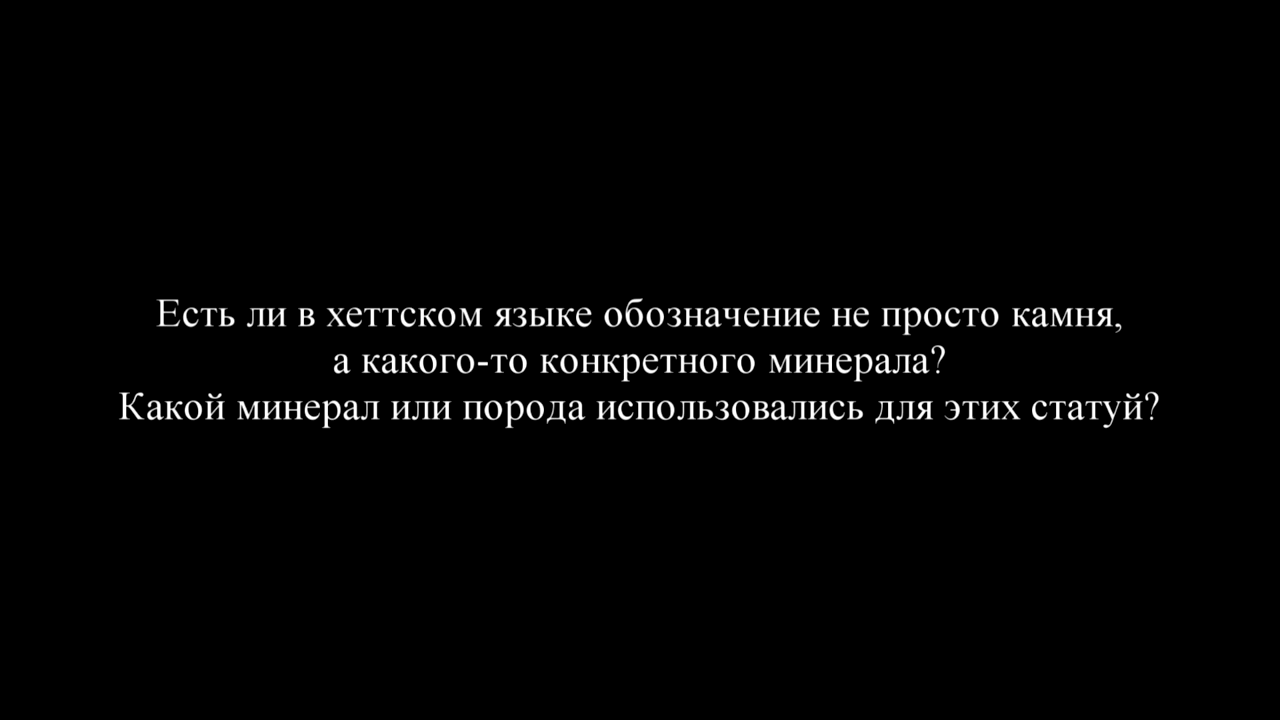 Есть ли в хеттском языке обозначение не просто камня,
а какого-то конкретного минерала?
Какой минерал или порода использовались для этих статуй?